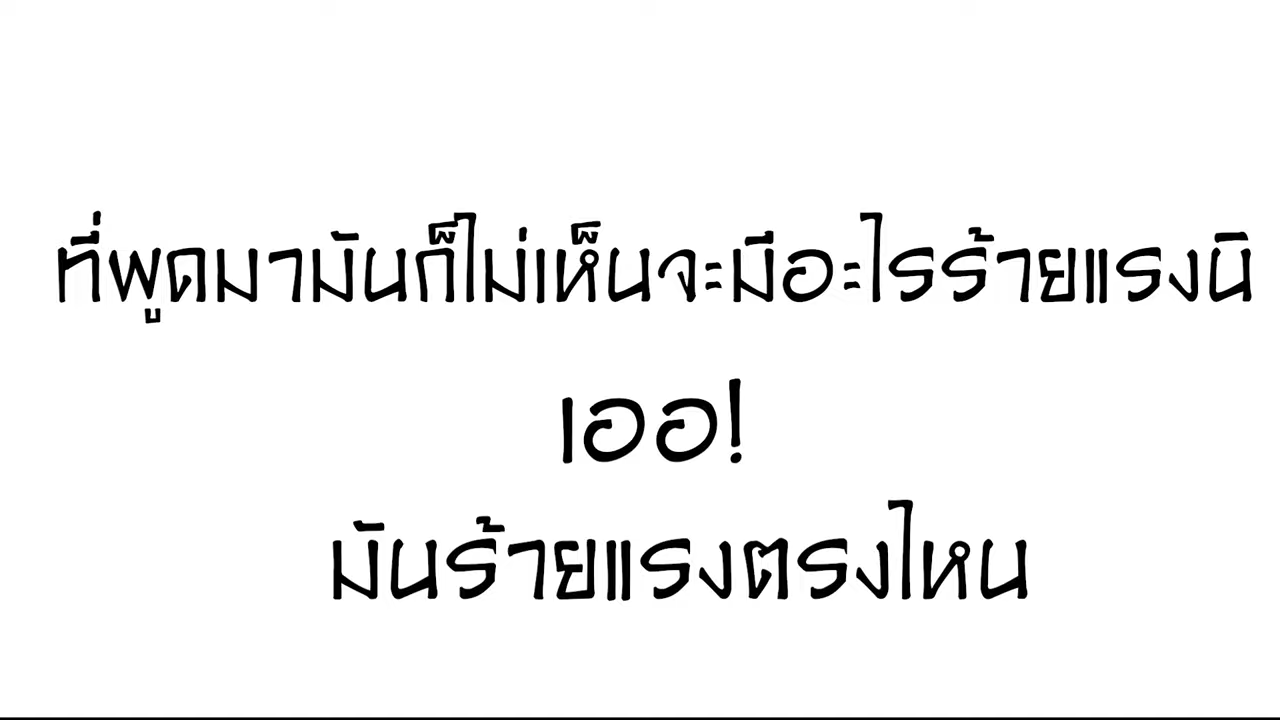 ที่พูดมามันก็ไม่เห็นจะมีอะไรร้ายแรงนิ
เออ!
มันร้ายแรงตรงไหน